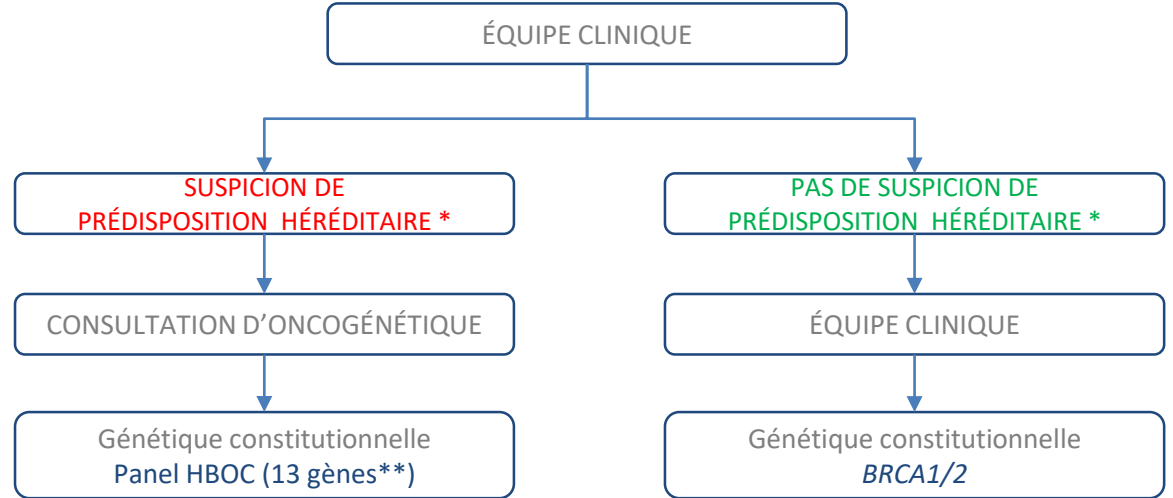 ÉQUIPE CLINIQUE
SUSPICION DE
PRÉDISPOSITION HÉRÉDITAIRE *
PAS DE SUSPICION DE
PRÉDISPOSITION HÉRÉDITAIRE *
CONSULTATION D'ONCOGÉNÉTIQUE
ÉQUIPE CLINIQUE
Génétique constitutionnelle
Panel HBOC (13 gènes**)
Génétique constitutionnelle
BRCA1/2